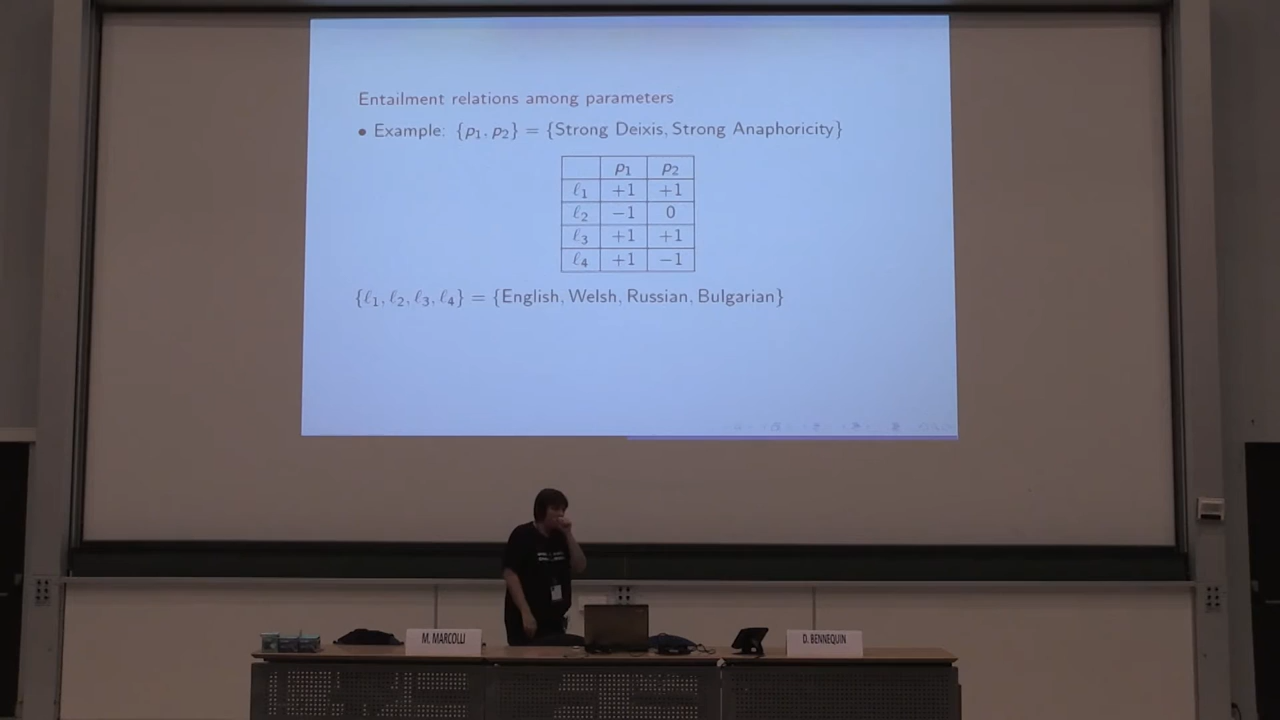 Entailment relations among parameters
• Example: {p₁, p₂} = {Strong Deixis, Strong Anaphoricity}
p₁ p₂
ℓ₁ +1 +1
ℓ₂ −1 0
ℓ₃ +1 +1
ℓ₄ +1 −1
{ℓ₁, ℓ₂, ℓ₃, ℓ₄} = {English, Welsh, Russian, Bulgarian}
M. MARCOLLI
D. BENNEQUIN